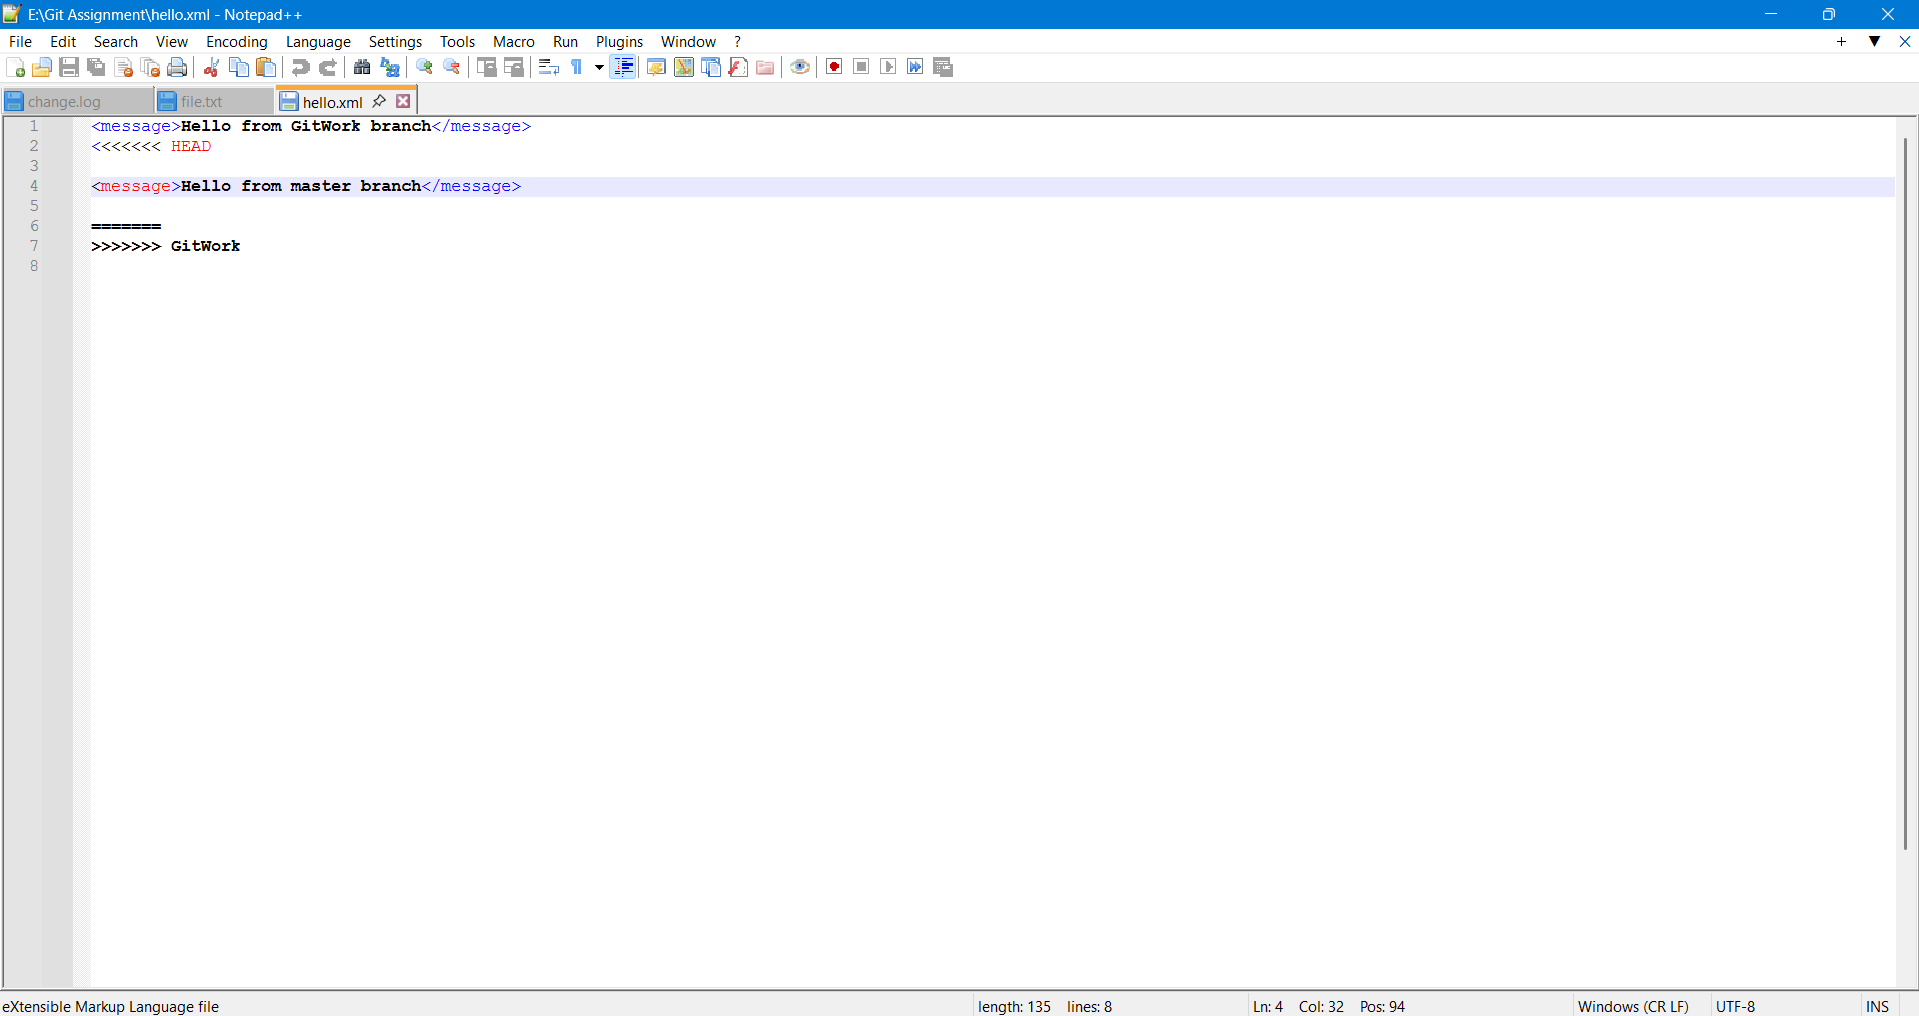 E:\Git Assignment\hello.xml - Notepad++
File Edit Search View Encoding Language Settings Tools Macro Run Plugins Window ?
change.log file.txt hello.xml
1 <message>Hello from GitWork branch</message>
2 <<<<<<< HEAD
3
4 <message>Hello from master branch</message>
5
6 =======
7 >>>>>>> GitWork
8
eXtensible Markup Language file length: 135 lines: 8 Ln: 4 Col: 32 Pos: 94 Windows (CR LF) UTF-8 INS